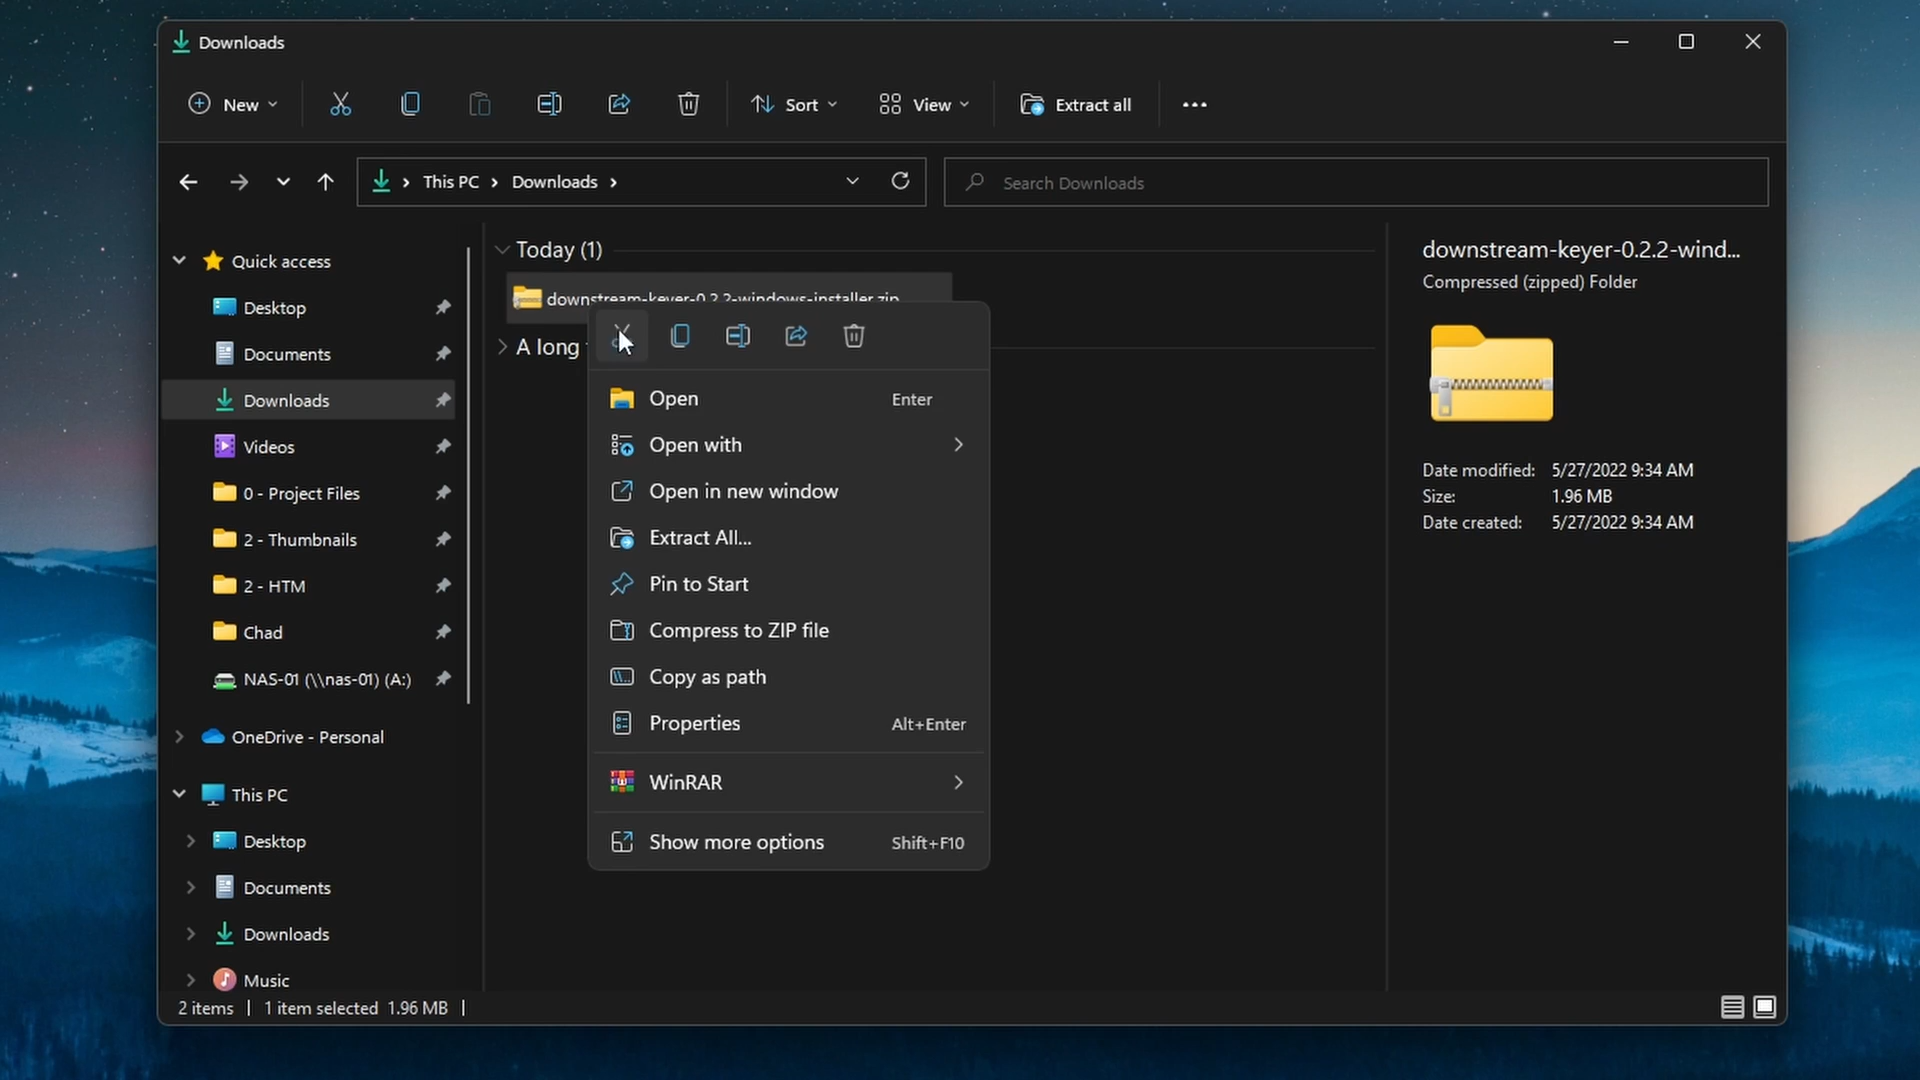 Downloads
New
Sort
View
Extract all
This PC
Downloads
Search Downloads
Quick access
Desktop
Documents
Downloads
Videos
0 - Project Files
2 - Thumbnails
2 - HTM
Chad
NAS-01 (\\nas-01) (A:)
OneDrive - Personal
This PC
Desktop
Documents
Downloads
Music
Today (1)
downstream-keyer-0.2.2-windows-installer.zip
A long
Open Enter
Open with
Open in new window
Extract All...
Pin to Start
Compress to ZIP file
Copy as path
Properties Alt+Enter
WinRAR
Show more options Shift+F10
downstream-keyer-0.2.2-wind...
Compressed (zipped) Folder
Date modified: 5/27/2022 9:34 AM
Size: 1.96 MB
Date created: 5/27/2022 9:34 AM
2 items 1 item selected 1.96 MB